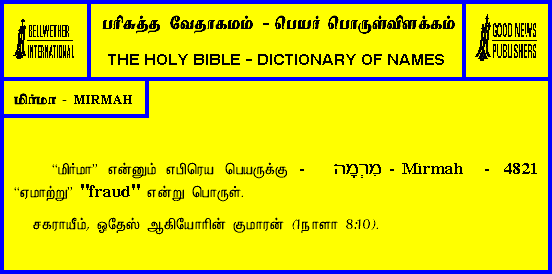 BELLWETHER
INTERNATIONAL
பரிசுத்த வேதாகமம் - பெயர் பொருள்விளக்கம்
THE HOLY BIBLE - DICTIONARY OF NAMES
GOOD NEWS
PUBLISHERS
மிர்மா - MIRMAH
“மிர்மா” என்னும் எபிரெய பெயருக்கு - מִרְמָה - Mirmah - 4821
“ஏமாற்று” "fraud" என்று பொருள்.
சகராயீம், ஓதேஸ் ஆகியோரின் குமாரன் (1நாளா 8:10).